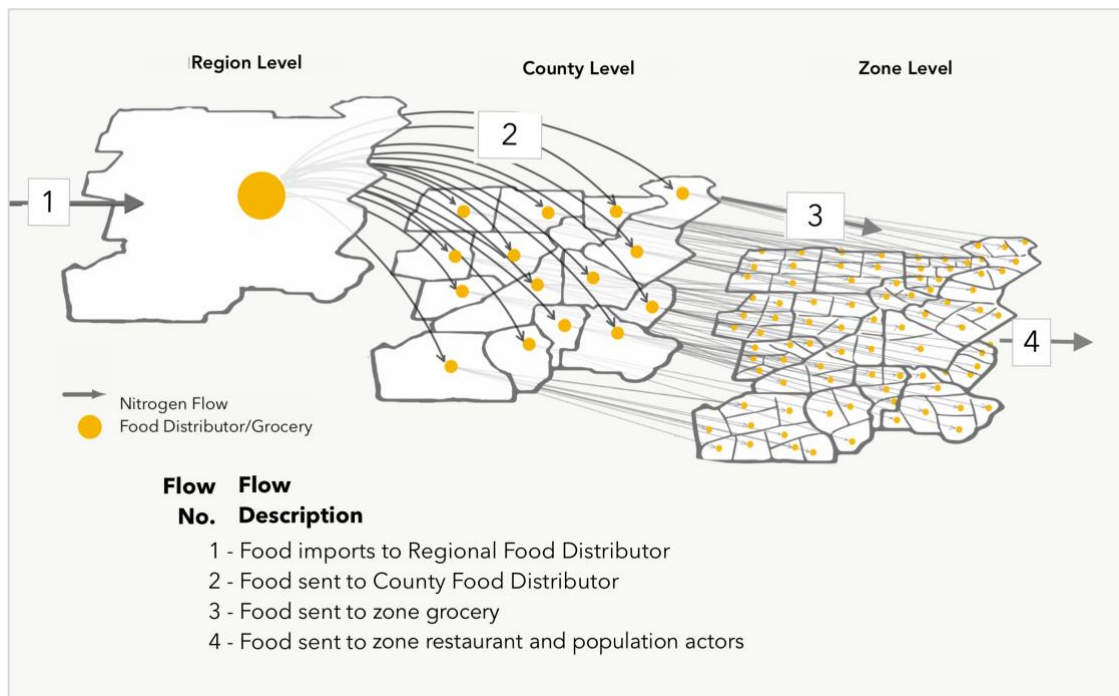 Region Level
County Level
Zone Level
1
2
3
4
Nitrogen Flow
Food Distributor/Grocery
Flow Flow
No. Description
1 - Food imports to Regional Food Distributor
2 - Food sent to County Food Distributor
3 - Food sent to zone grocery
4 - Food sent to zone restaurant and population actors